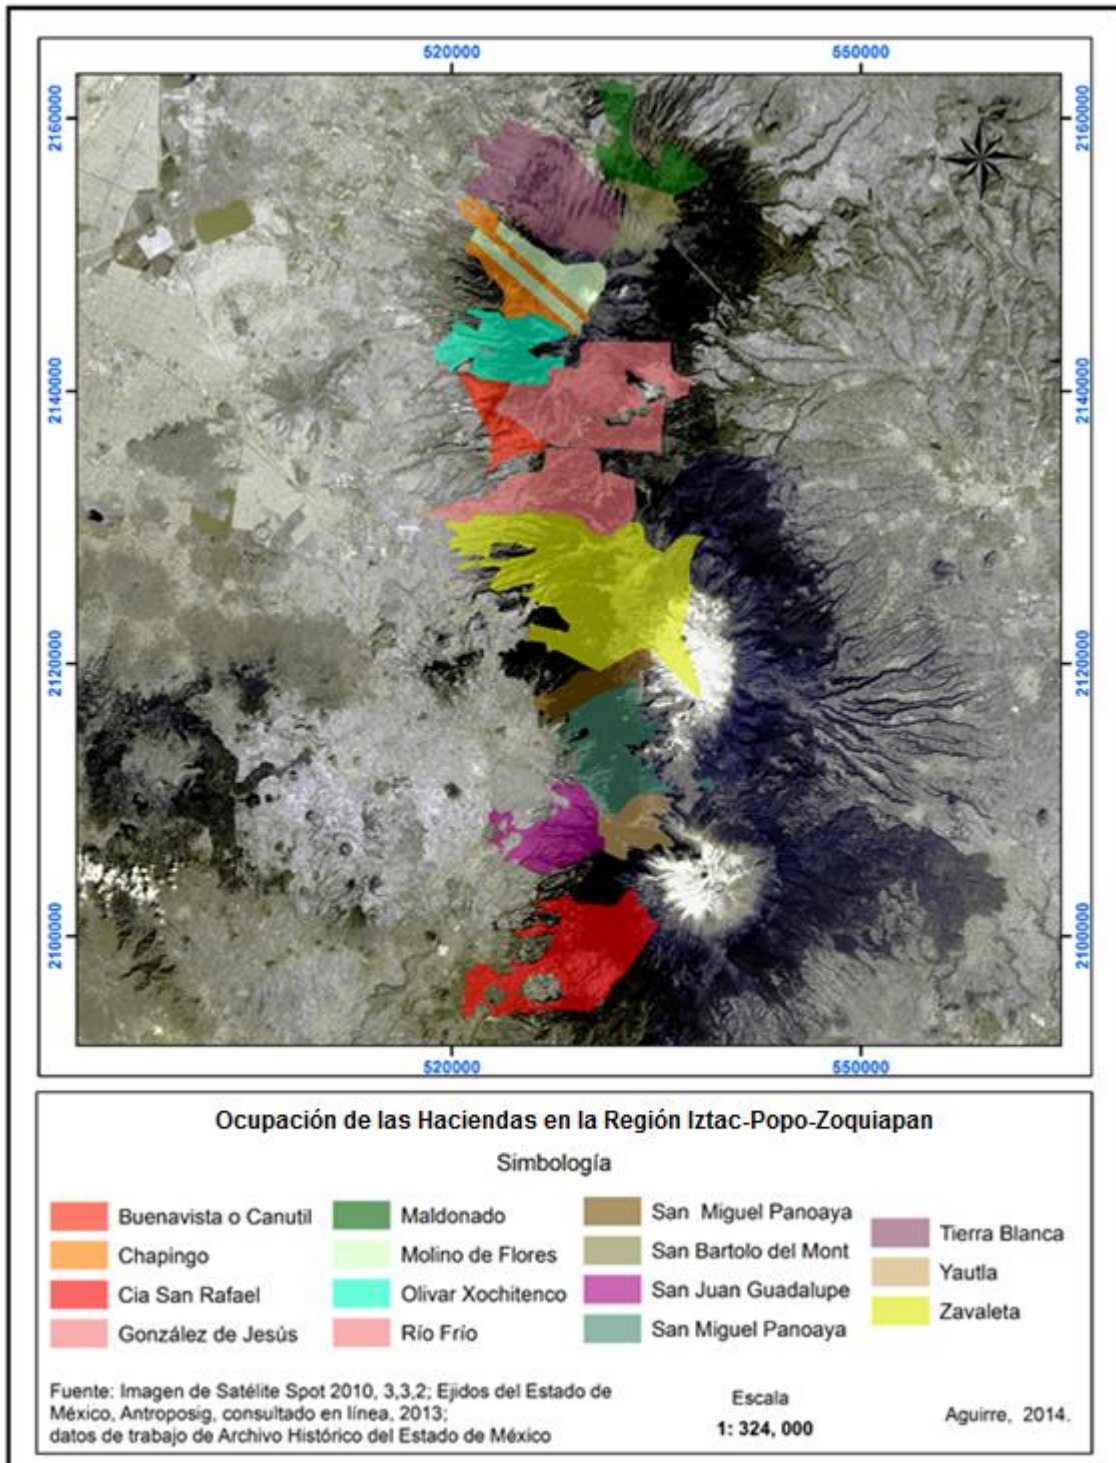 520000 550000
2160000 2160000
2140000 2140000
2120000 2120000
2100000 2100000
520000 550000
Ocupación de las Haciendas en la Región Iztac-Popo-Zoquiapan
Simbología
Buenavista o Canutil
Chapingo
Cia San Rafael
González de Jesús
Maldonado
Molino de Flores
Olivar Xochitenco
Río Frío
San Miguel Panoaya
San Bartolo del Mont
San Juan Guadalupe
San Miguel Panoaya
Tierra Blanca
Yautla
Zavaleta
Fuente: Imagen de Satélite Spot 2010, 3,3,2; Ejidos del Estado de
México, Antroposig, consultado en línea, 2013;
datos de trabajo de Archivo Histórico del Estado de México
Escala
1: 324, 000
Aguirre, 2014.